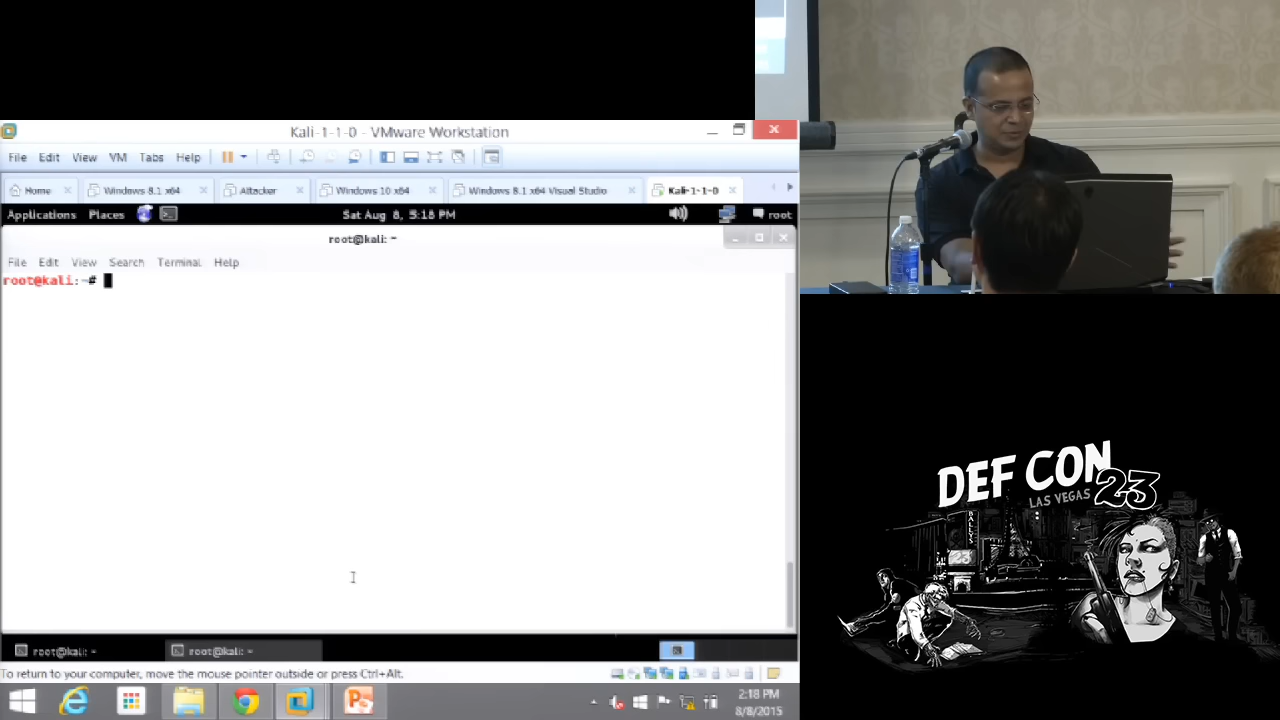 Kali-1-1-0 - VMware Workstation
File Edit View VM Tabs Help
Home Windows 8.1 x64 Attacker Windows 10 x64 Windows 8.1 x64 Visual Studio Kali-1-1-0
Applications Places Sat Aug 8, 5:18 PM root
root@kali: ~
File Edit View Search Terminal Help
root@kali:~#
root@kali: ~ root@kali: ~
To return to your computer, move the mouse pointer outside or press Ctrl+Alt.
2:18 PM
8/8/2015
DEF CON
LAS VEGAS 23
BALLYS
23